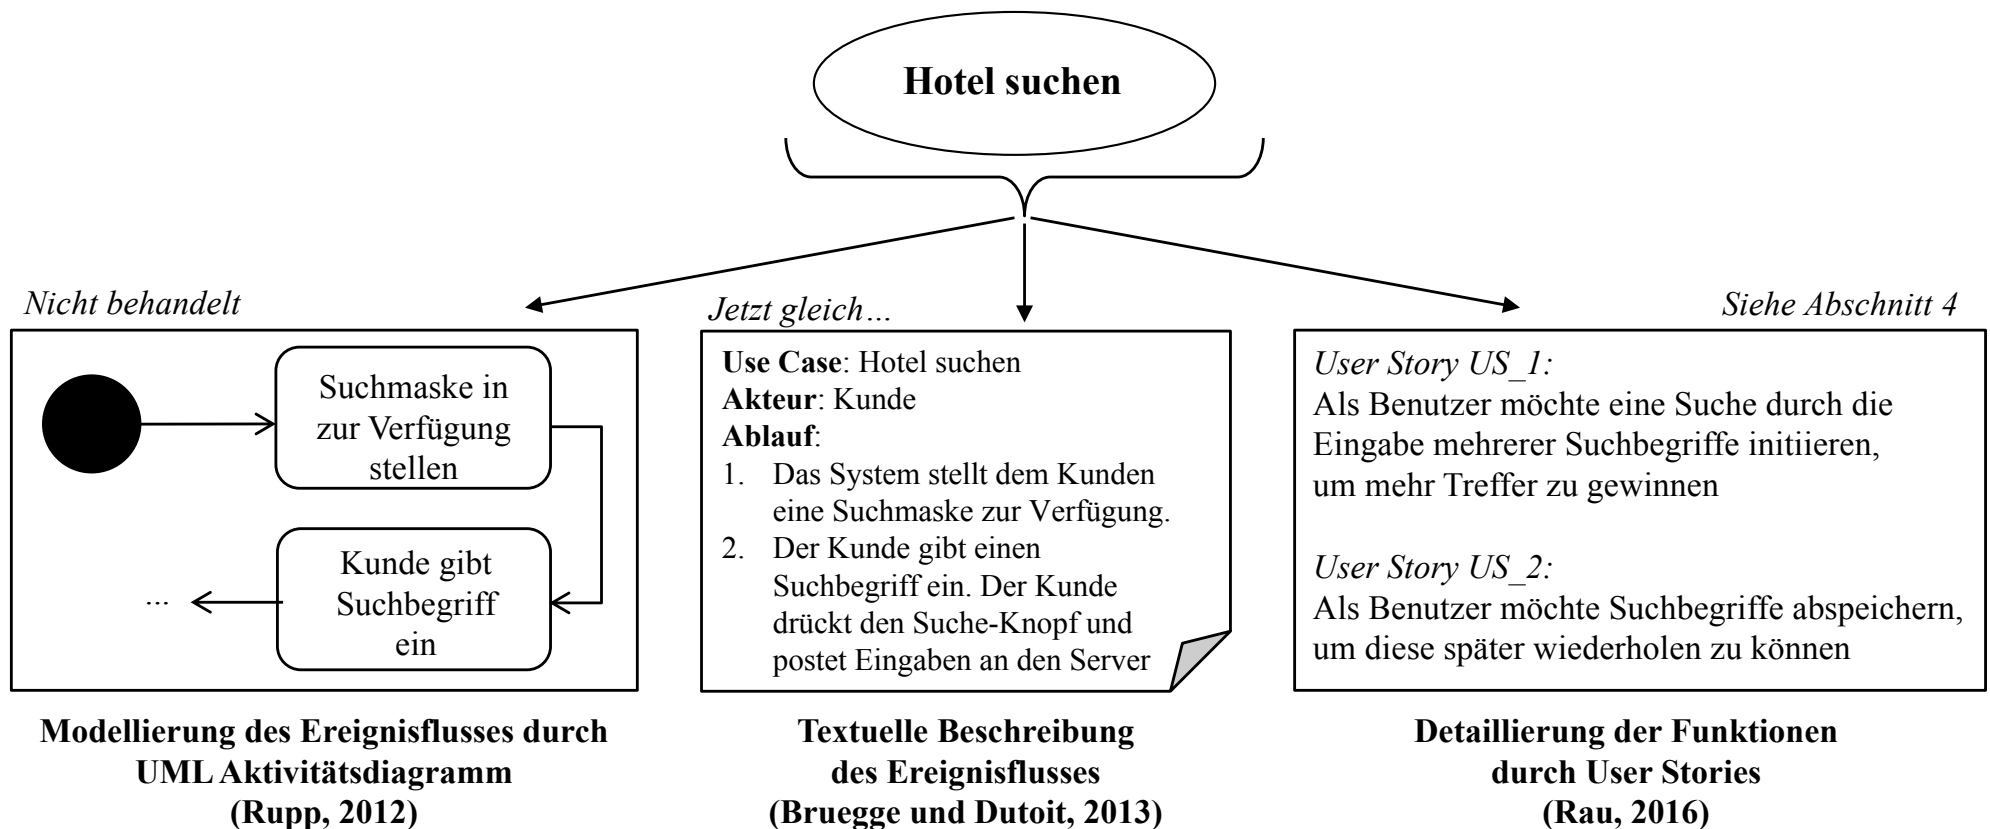 Hotel suchen
Nicht behandelt
Suchmaske in
zur Verfügung
stellen
Kunde gibt
Suchbegriff
ein
...
Modellierung des Ereignisflusses durch
UML Aktivitätsdiagramm
(Rupp, 2012)
Jetzt gleich…
Use Case: Hotel suchen
Akteur: Kunde
Ablauf:
1. Das System stellt dem Kunden
eine Suchmaske zur Verfügung.
2. Der Kunde gibt einen
Suchbegriff ein. Der Kunde
drückt den Suche-Knopf und
postet Eingaben an den Server
Textuelle Beschreibung
des Ereignisflusses
(Bruegge und Dutoit, 2013)
Siehe Abschnitt 4
User Story US_1:
Als Benutzer möchte eine Suche durch die
Eingabe mehrerer Suchbegriffe initiieren,
um mehr Treffer zu gewinnen
User Story US_2:
Als Benutzer möchte Suchbegriffe abspeichern,
um diese später wiederholen zu können
Detaillierung der Funktionen
durch User Stories
(Rau, 2016)